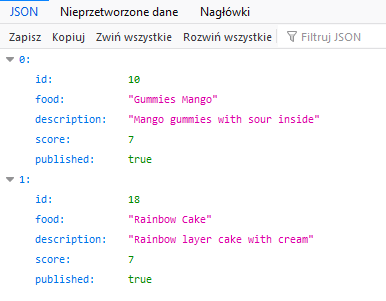 JSON Nieprzetworzone dane Nagłówki
Zapisz Kopiuj Zwiń wszystkie Rozwiń wszystkie Filtruj JSON
0:
id: 10
food: "Gummies Mango"
description: "Mango gummies with sour inside"
score: 7
published: true
1:
id: 18
food: "Rainbow Cake"
description: "Rainbow layer cake with cream"
score: 7
published: true